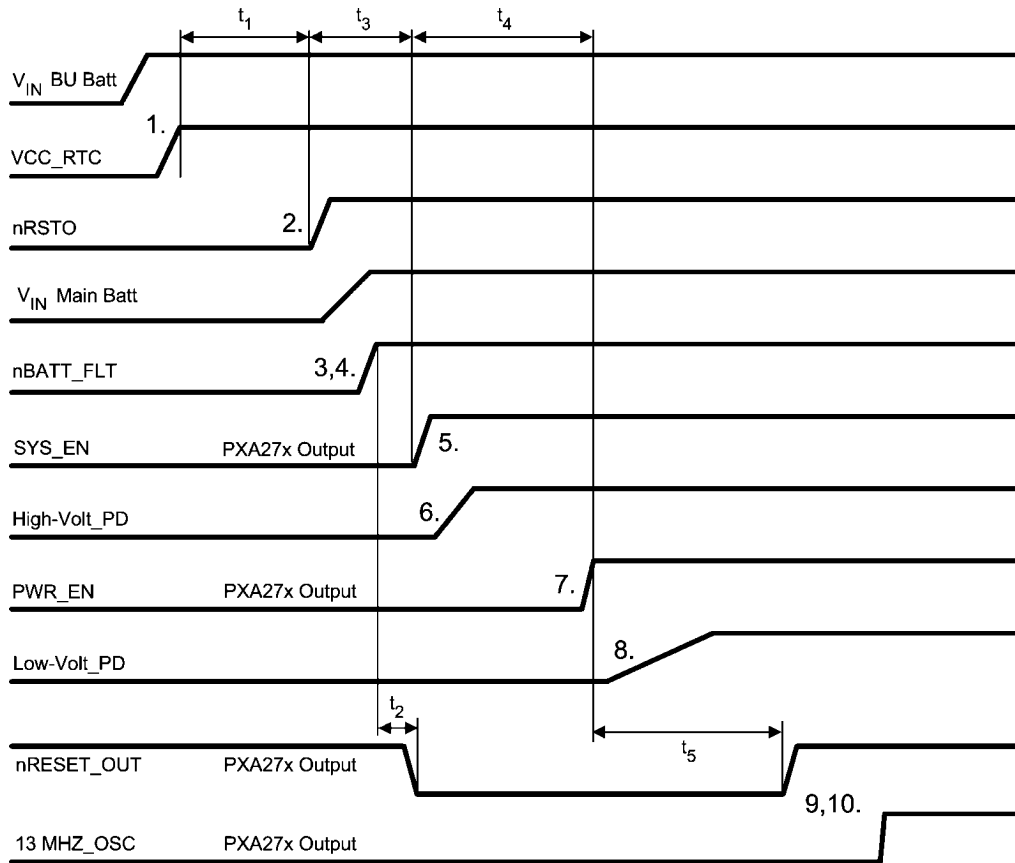 t1 t3 t4
VIN BU Batt
1.
VCC_RTC
nRSTO 2.
VIN Main Batt
nBATT_FLT 3,4.
SYS_EN PXA27x Output 5.
High-Volt_PD 6.
PWR_EN PXA27x Output 7.
Low-Volt_PD 8.
t2
t5
nRESET_OUT PXA27x Output
9,10.
13 MHZ_OSC PXA27x Output